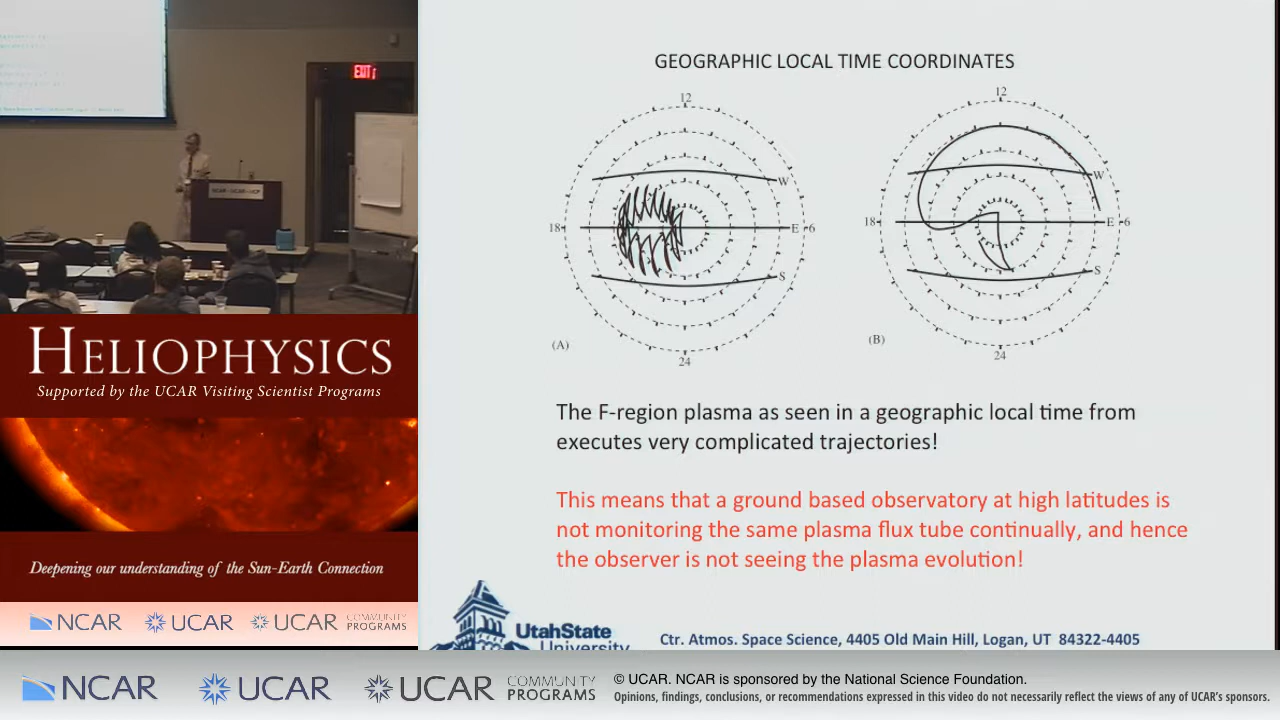 EXIT
HELIOPHYSICS
Supported by the UCAR Visiting Scientist Programs
Deepening our understanding of the Sun-Earth Connection
NCAR UCAR UCAR COMMUNITY PROGRAMS
GEOGRAPHIC LOCAL TIME COORDINATES
12
W
18 E 6
S
(A)
24
12
W
18 E 6
S
(B)
24
The F-region plasma as seen in a geographic local time from
executes very complicated trajectories!
This means that a ground based observatory at high latitudes is
not monitoring the same plasma flux tube continually, and hence
the observer is not seeing the plasma evolution!
UtahState
University
Ctr. Atmos. Space Science, 4405 Old Main Hill, Logan, UT 84322-4405
NCAR UCAR UCAR COMMUNITY PROGRAMS
© UCAR. NCAR is sponsored by the National Science Foundation.
Opinions, findings, conclusions, or recommendations expressed in this video do not necessarily reflect the views of any of UCAR's sponsors.